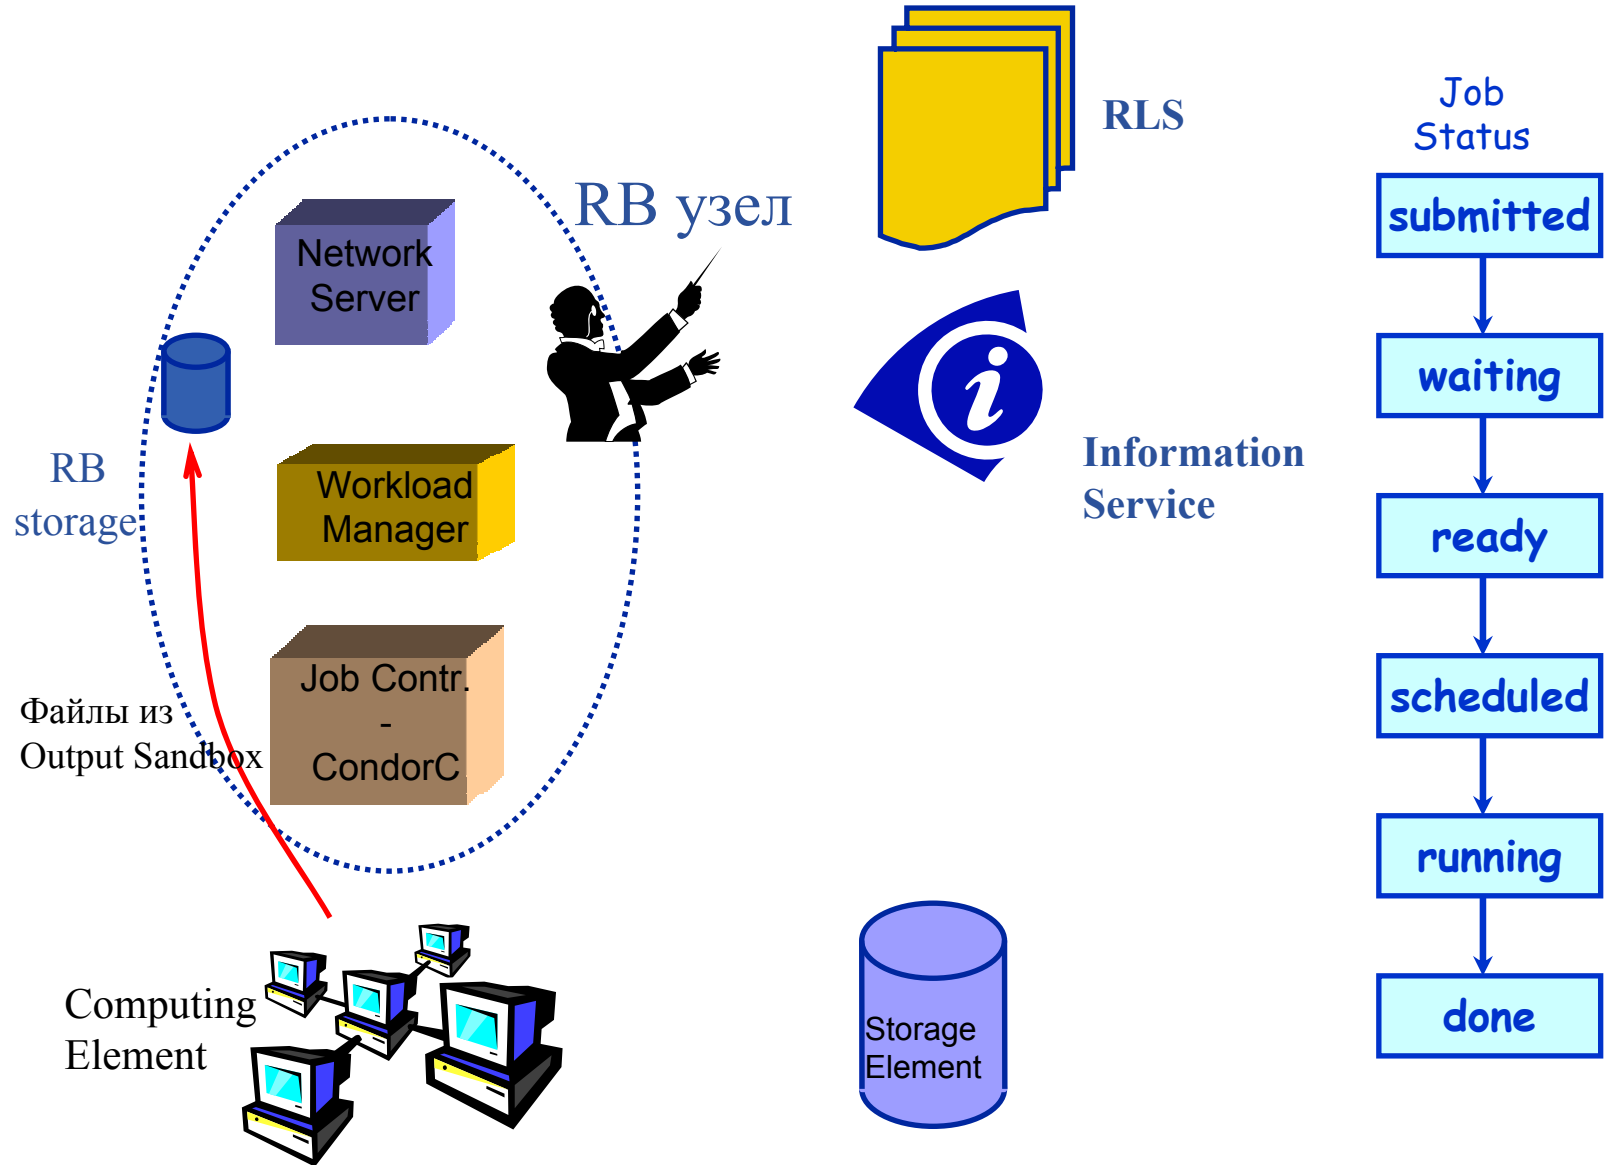 RB узел
Network
Server
RB
storage
Workload
Manager
Job Contr.
-
CondorC
Файлы из
Output Sandbox
Computing
Element
RLS
i
Information
Service
Storage
Element
Job
Status
submitted
waiting
ready
scheduled
running
done